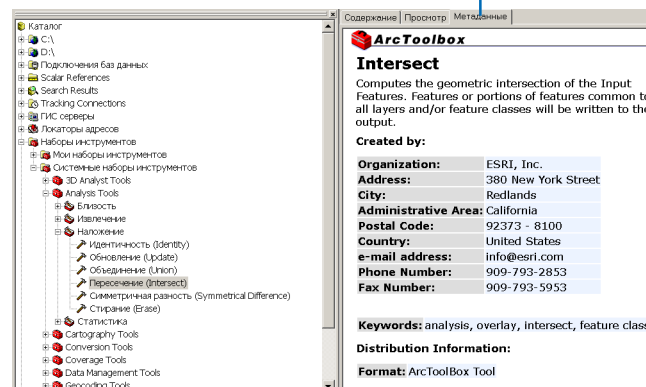 Каталог
C:\
D:\
Подключения баз данных
Scalar References
Search Results
Tracking Connections
ГИС серверы
Локаторы адресов
Наборы инструментов
Мои наборы инструментов
Системные наборы инструментов
3D Analyst Tools
Analysis Tools
Близость
Извлечение
Наложение
Идентичность (Identity)
Обновление (Update)
Объединение (Union)
Пересечение (Intersect)
Симметричная разность (Symmetrical Difference)
Стирание (Erase)
Статистика
Cartography Tools
Conversion Tools
Coverage Tools
Data Management Tools
Geocoding Tools
Содержание Просмотр Метаданные
ArcToolbox
Intersect
Computes the geometric intersection of the Input
Features. Features or portions of features common to
all layers and/or feature classes will be written to the
output.
Created by:
Organization: ESRI, Inc.
Address: 380 New York Street
City: Redlands
Administrative Area: California
Postal Code: 92373 - 8100
Country: United States
e-mail address: info@esri.com
Phone Number: 909-793-2853
Fax Number: 909-793-5953
Keywords: analysis, overlay, intersect, feature clas
Distribution Information:
Format: ArcToolBox Tool